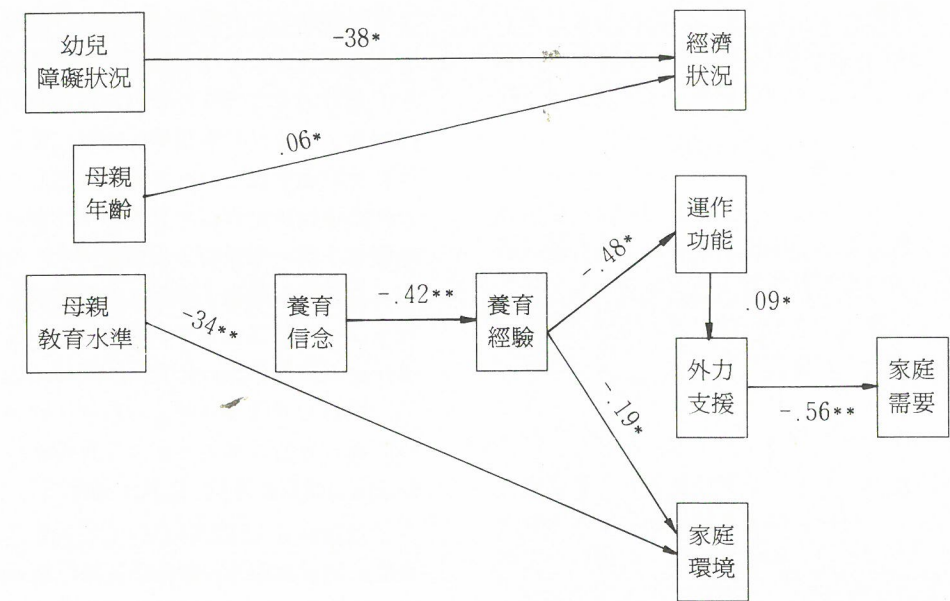 幼兒
障礙狀況
-38*
經濟
狀況
.06*
母親
年齡
運作
功能
-.48*
母親
教育水準
-34**
養育
信念
-.42**
養育
經驗
.09*
外力
支援
-.56**
家庭
需要
-.19*
家庭
環境